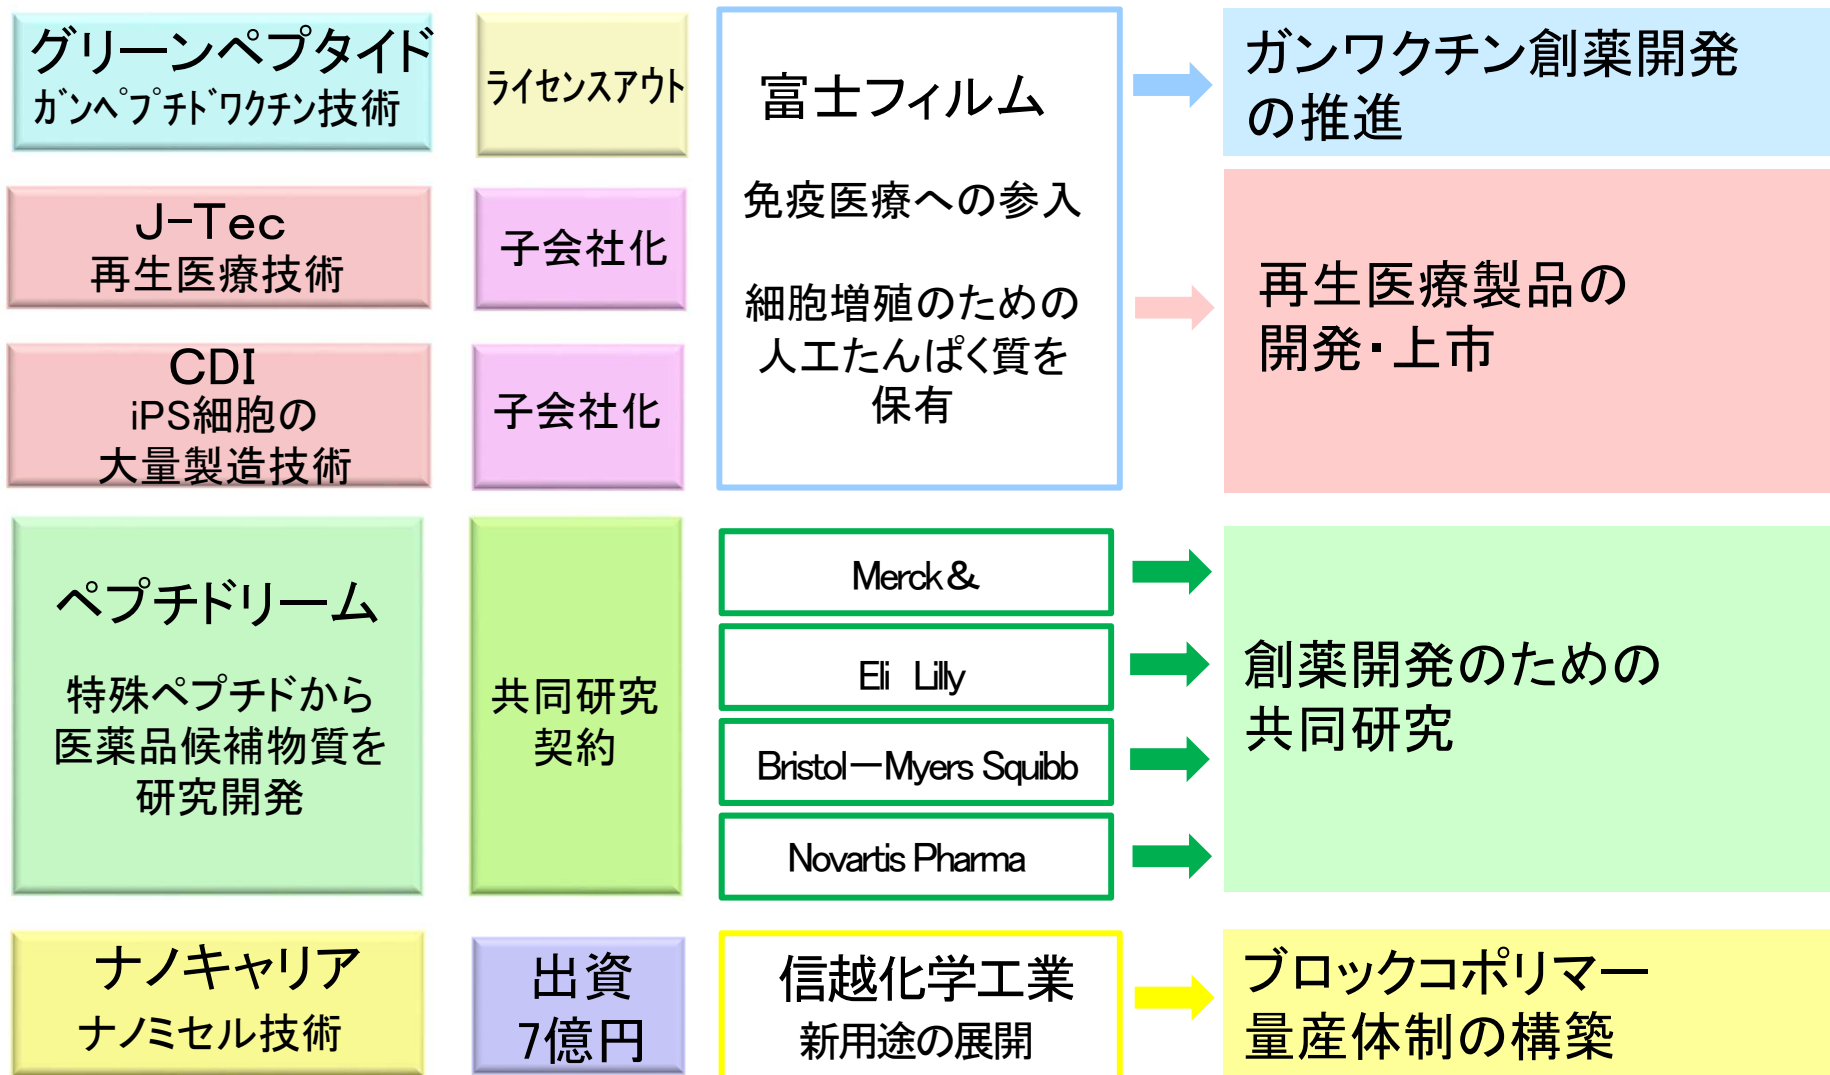 グリーンペプタイド
ガンペプチドワクチン技術
ライセンスアウト
富士フィルム
免疫医療への参入
細胞増殖のための
人工たんぱく質を
保有
ガンワクチン創薬開発
の推進
J-Tec
再生医療技術
子会社化
再生医療製品の
開発・上市
CDI
iPS細胞の
大量製造技術
子会社化
ペプチドリーム
特殊ペプチドから
医薬品候補物質を
研究開発
共同研究
契約
Merck&
Eli Lilly
Bristol-Myers Squibb
Novartis Pharma
創薬開発のための
共同研究
ナノキャリア
ナノミセル技術
出資
7億円
信越化学工業
新用途の展開
ブロックコポリマー
量産体制の構築